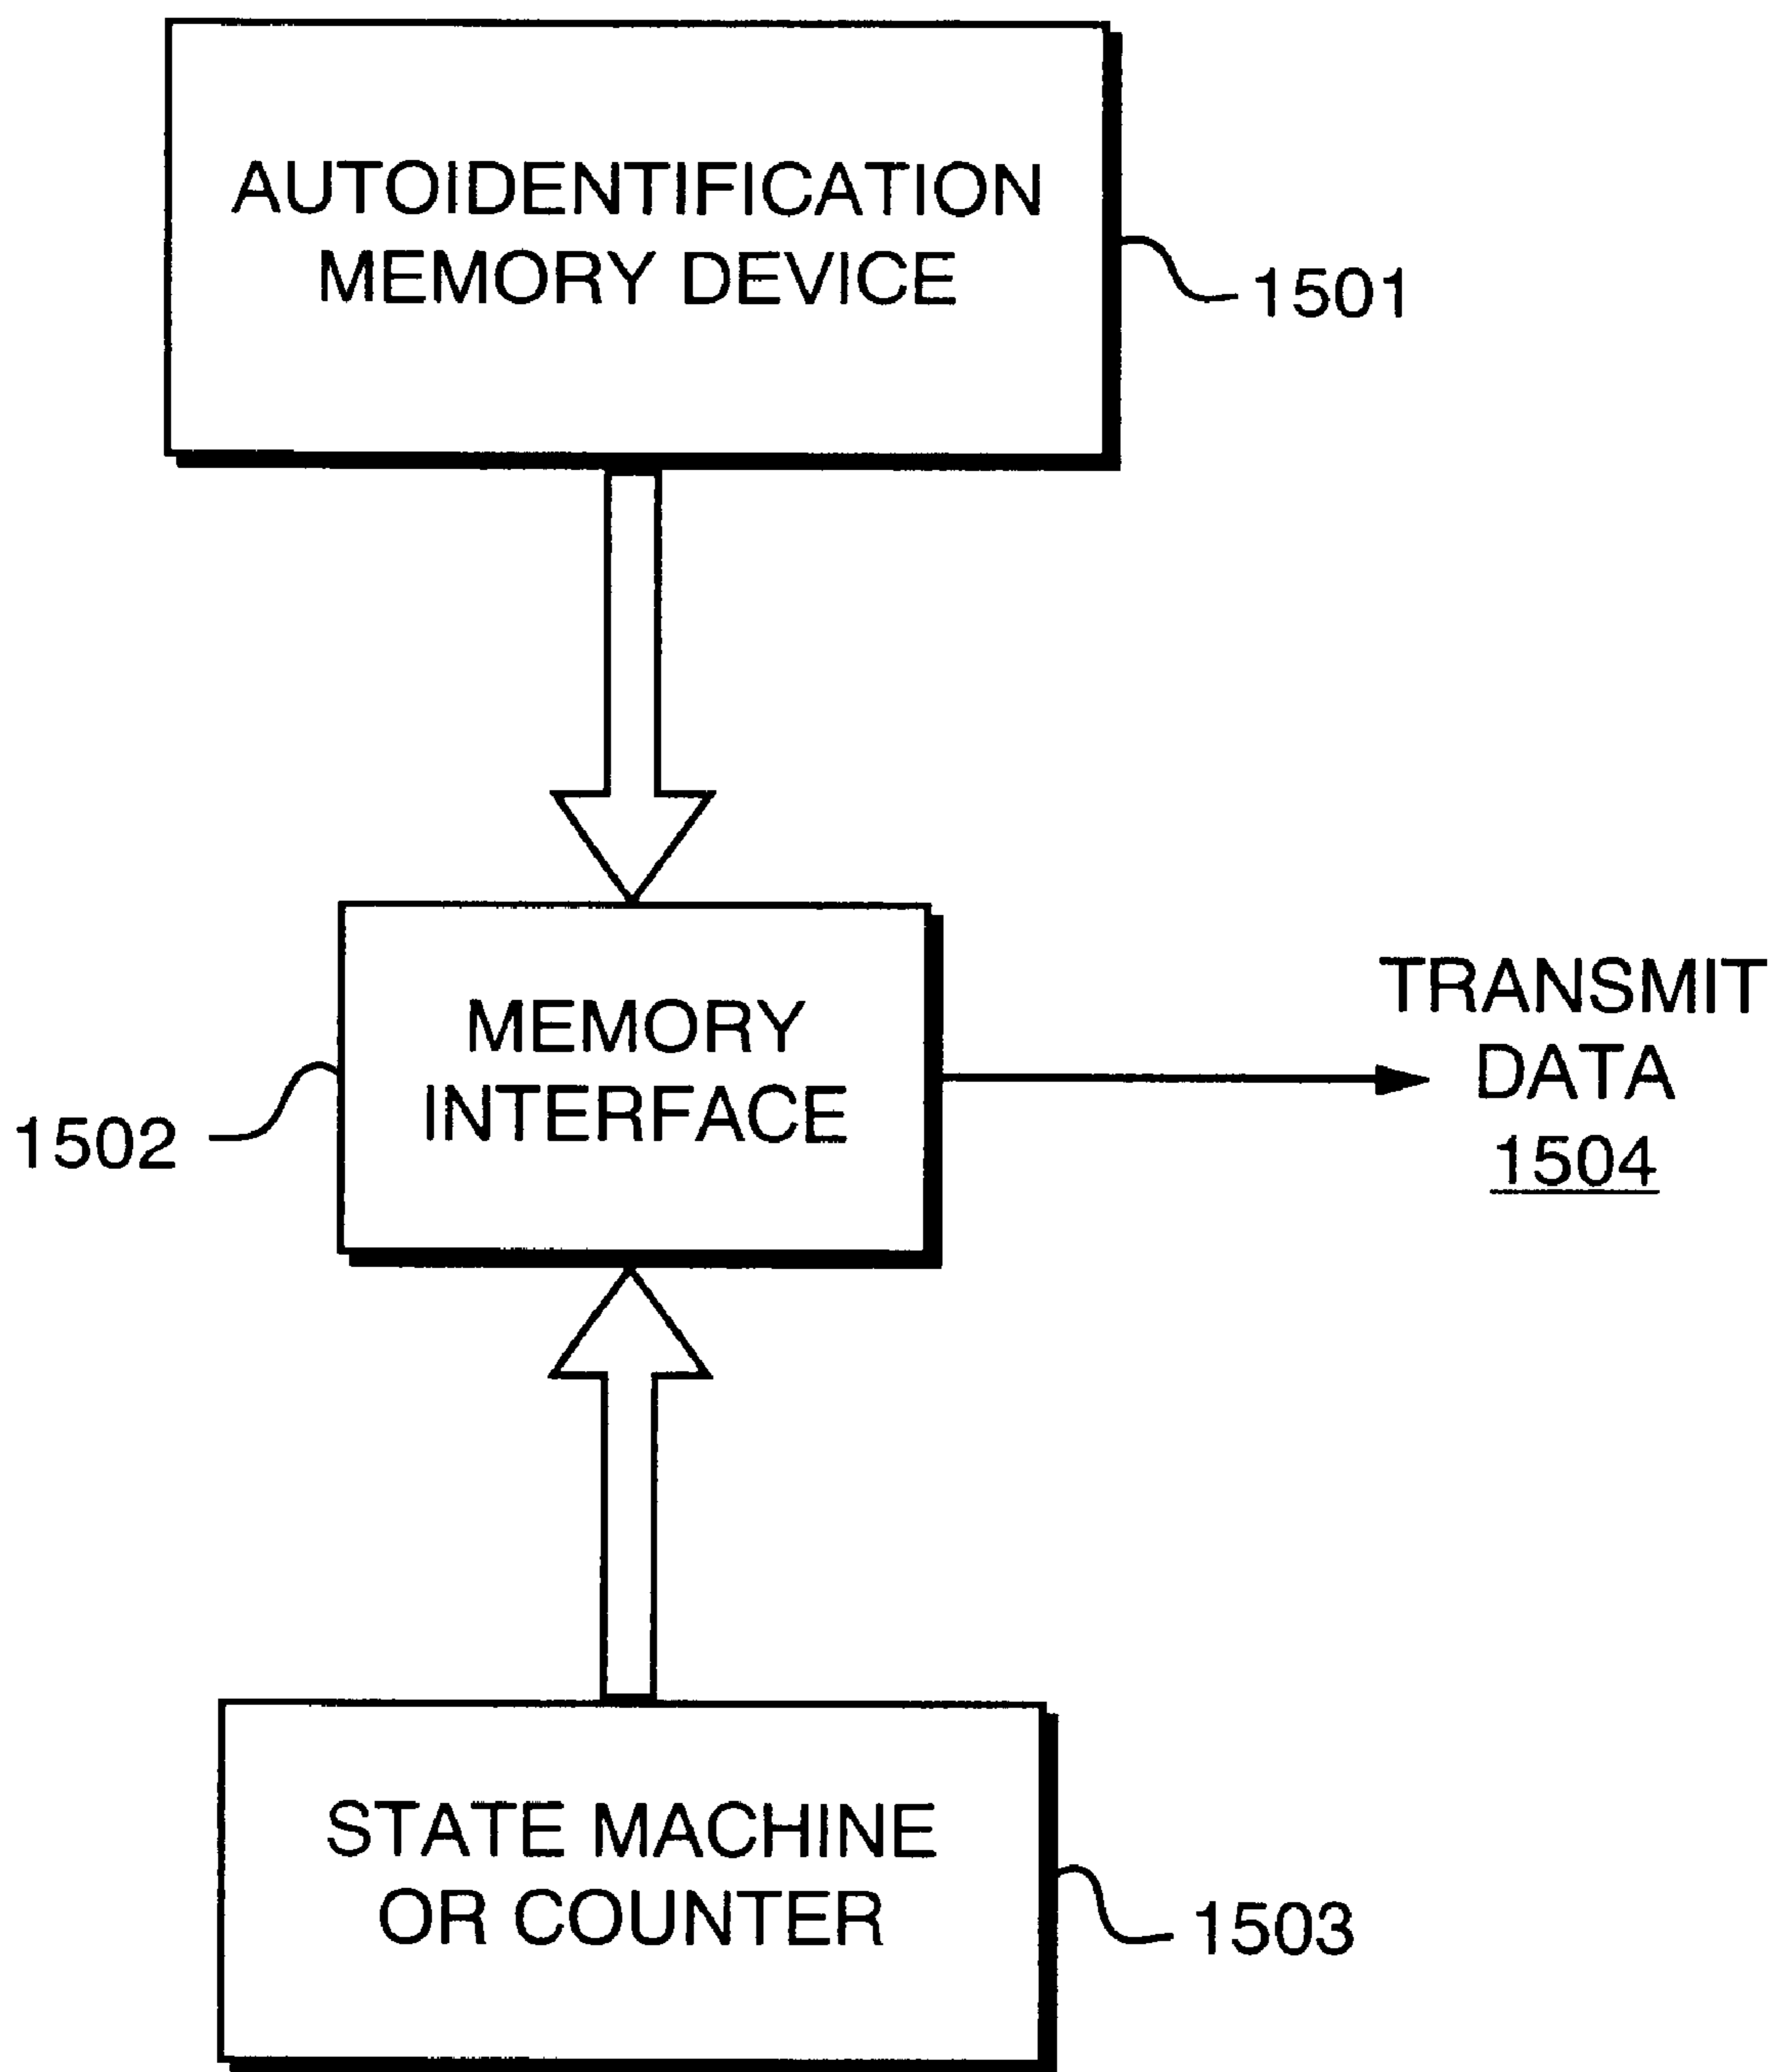 AUTOIDENTIFICATION
MEMORY DEVICE
1501
MEMORY
INTERFACE
1502
TRANSMIT
DATA
1504
STATE MACHINE
OR COUNTER
1503